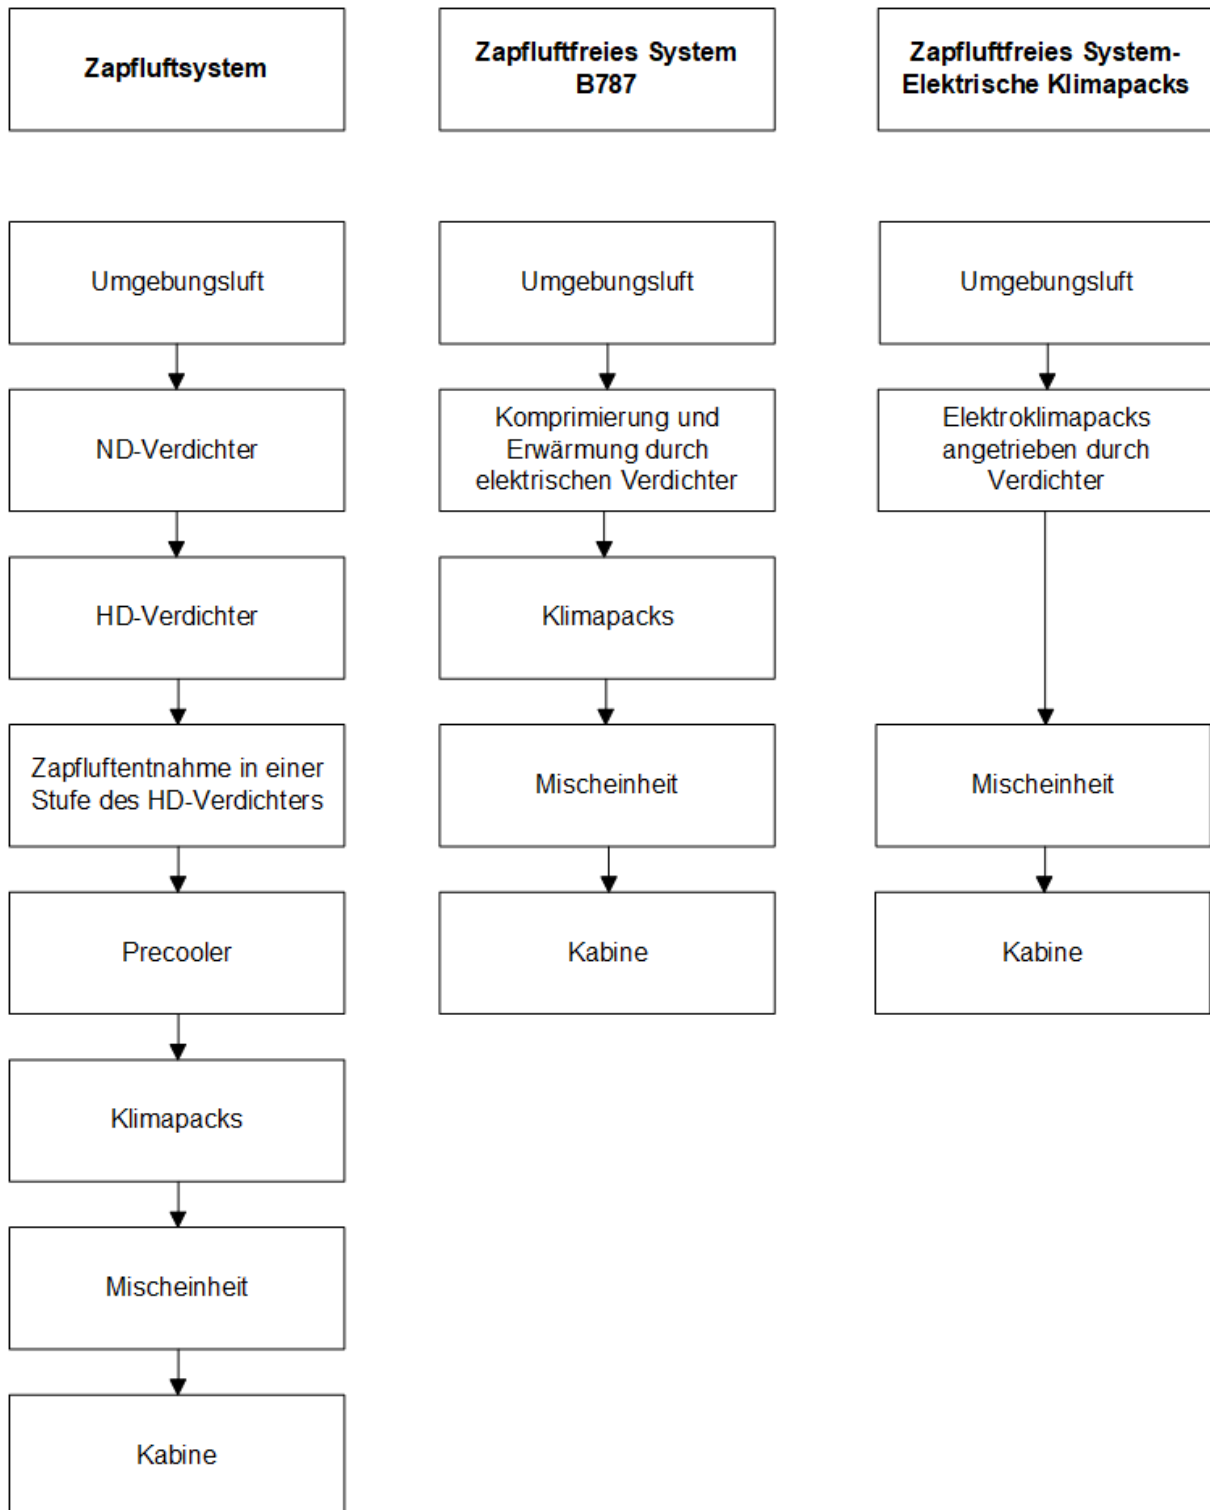 Zapfluftsystem
Umgebungsluft
ND-Verdichter
HD-Verdichter
Zapfluftentnahme in einer
Stufe des HD-Verdichters
Precooler
Klimapacks
Mischeinheit
Kabine
Zapfluftfreies System
B787
Umgebungsluft
Komprimierung und
Erwärmung durch
elektrischen Verdichter
Klimapacks
Mischeinheit
Kabine
Zapfluftfreies System-
Elektrische Klimapacks
Umgebungsluft
Elektroklimapacks
angetrieben durch
Verdichter
Mischeinheit
Kabine